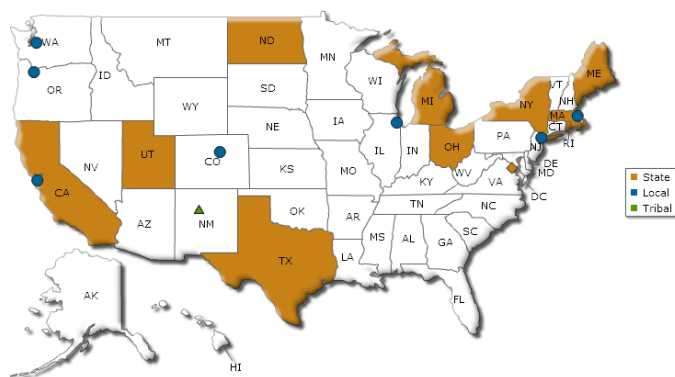 WA
MT
ND
MN
ME
OR
ID
SD
WI
VT
NH
WY
MI
NY
MA
CT
RI
NE
IA
PA
NJ
NV
UT
CO
IL
IN
OH
DE
MD
CA
KS
MO
KY
WV
VA
DC
AZ
NM
OK
AR
TN
NC
MS
AL
GA
SC
TX
LA
FL
AK
HI
State
Local
Tribal